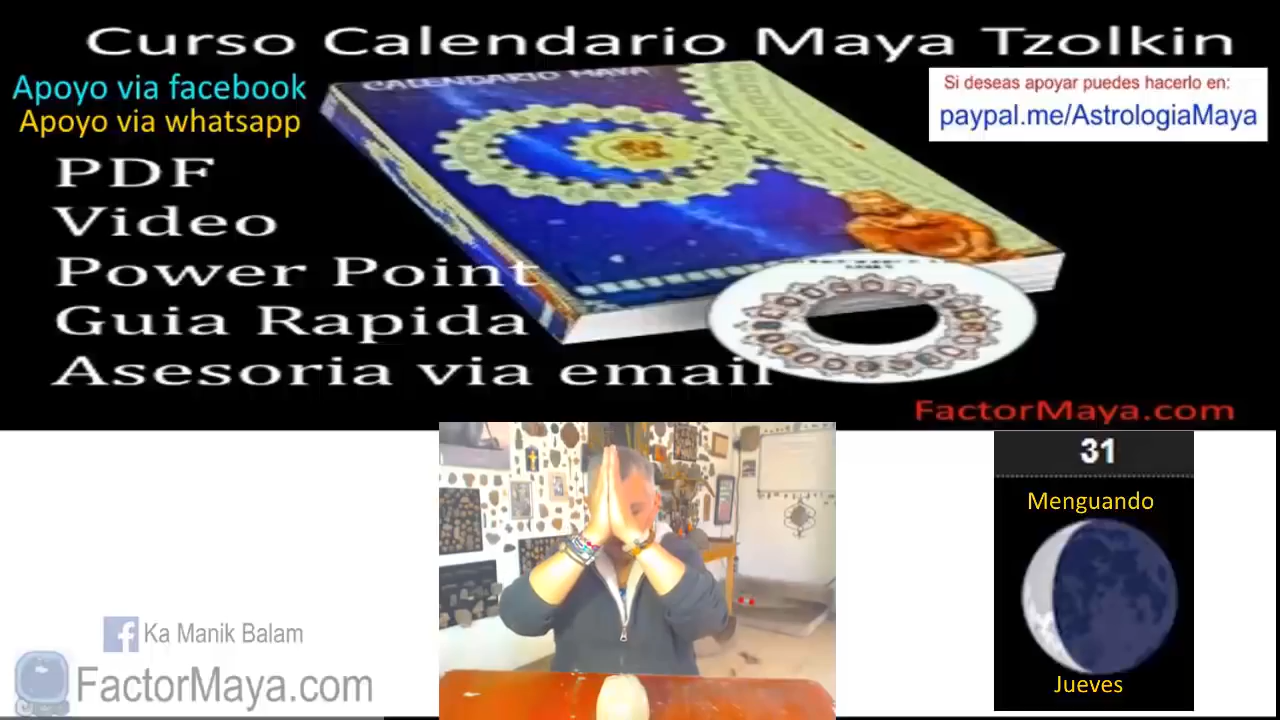 Curso Calendario Maya Tzolkin
Apoyo via facebook
Apoyo via whatsapp
Si deseas apoyar puedes hacerlo en:
paypal.me/AstrologiaMaya
CALENDARIO MAYA
PDF
Video
Power Point
Guia Rapida
Asesoria via email
FactorMaya.com
31
Menguando
Jueves
Ka Manik Balam
FactorMaya.com